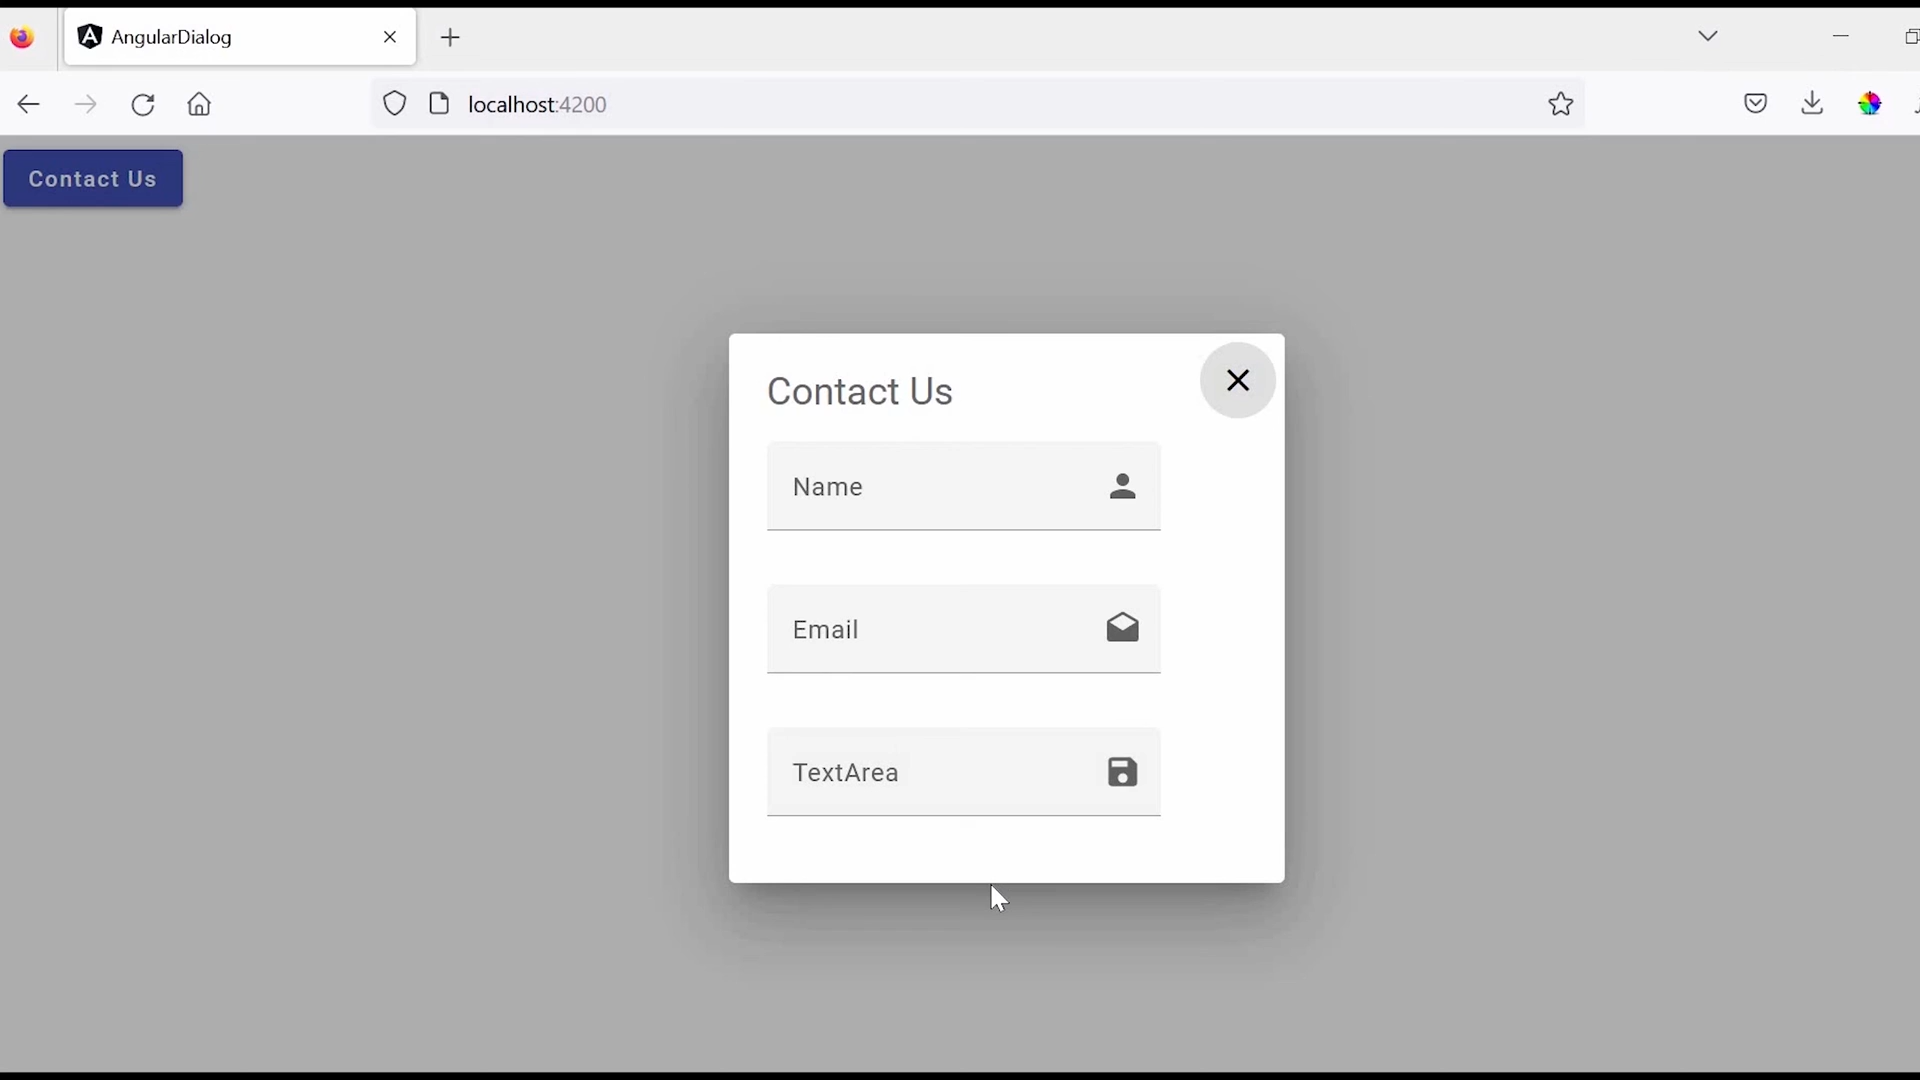 AngularDialog
localhost:4200
Contact Us
Contact Us
Name
Email
TextArea